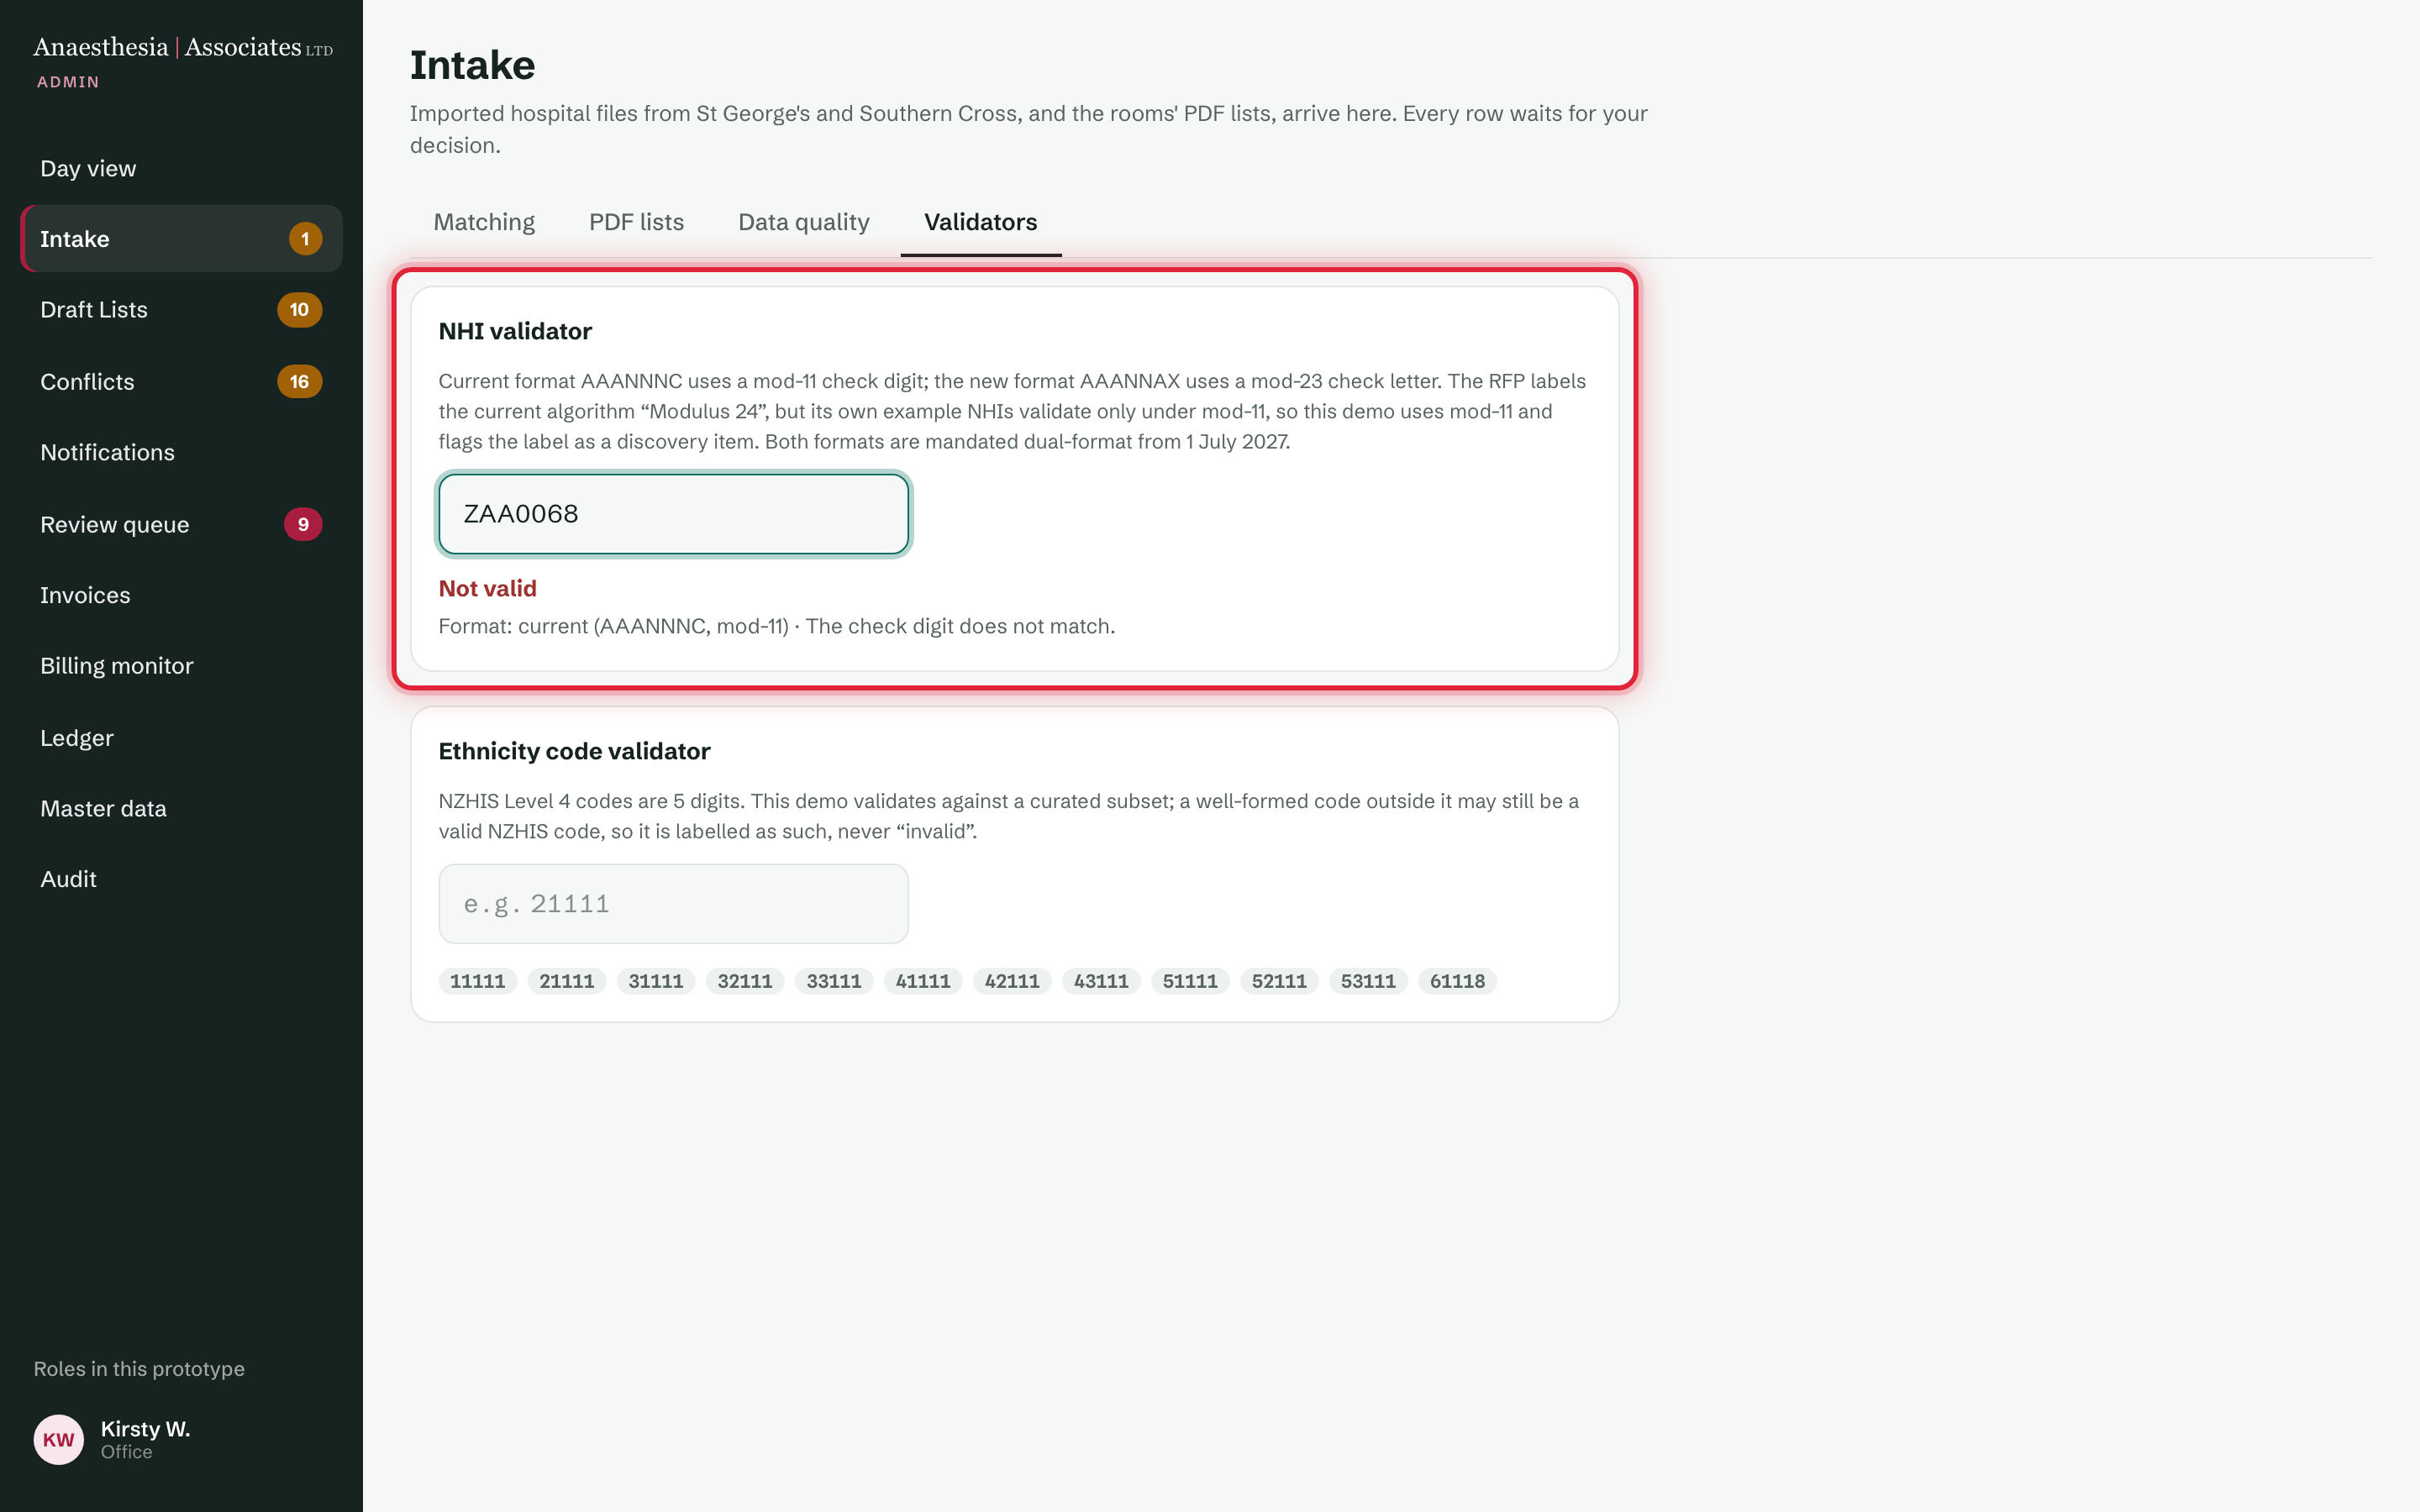 Anaesthesia | Associates LTD
ADMIN
Day view
Intake 1
Draft Lists 10
Conflicts 16
Notifications
Review queue 9
Invoices
Billing monitor
Ledger
Master data
Audit
Roles in this prototype
KW
Kirsty W.
Office
Intake
Imported hospital files from St George's and Southern Cross, and the rooms' PDF lists, arrive here. Every row waits for your
decision.
Matching PDF lists Data quality Validators
NHI validator
Current format AAANNNC uses a mod-11 check digit; the new format AAANNAX uses a mod-23 check letter. The RFP labels
the current algorithm “Modulus 24”, but its own example NHIs validate only under mod-11, so this demo uses mod-11 and
flags the label as a discovery item. Both formats are mandated dual-format from 1 July 2027.
ZAA0068
Not valid
Format: current (AAANNNC, mod-11) · The check digit does not match.
Ethnicity code validator
NZHIS Level 4 codes are 5 digits. This demo validates against a curated subset; a well-formed code outside it may still be a
valid NZHIS code, so it is labelled as such, never “invalid”.
e.g. 21111
11111 21111 31111 32111 33111 41111 42111 43111 51111 52111 53111 61118